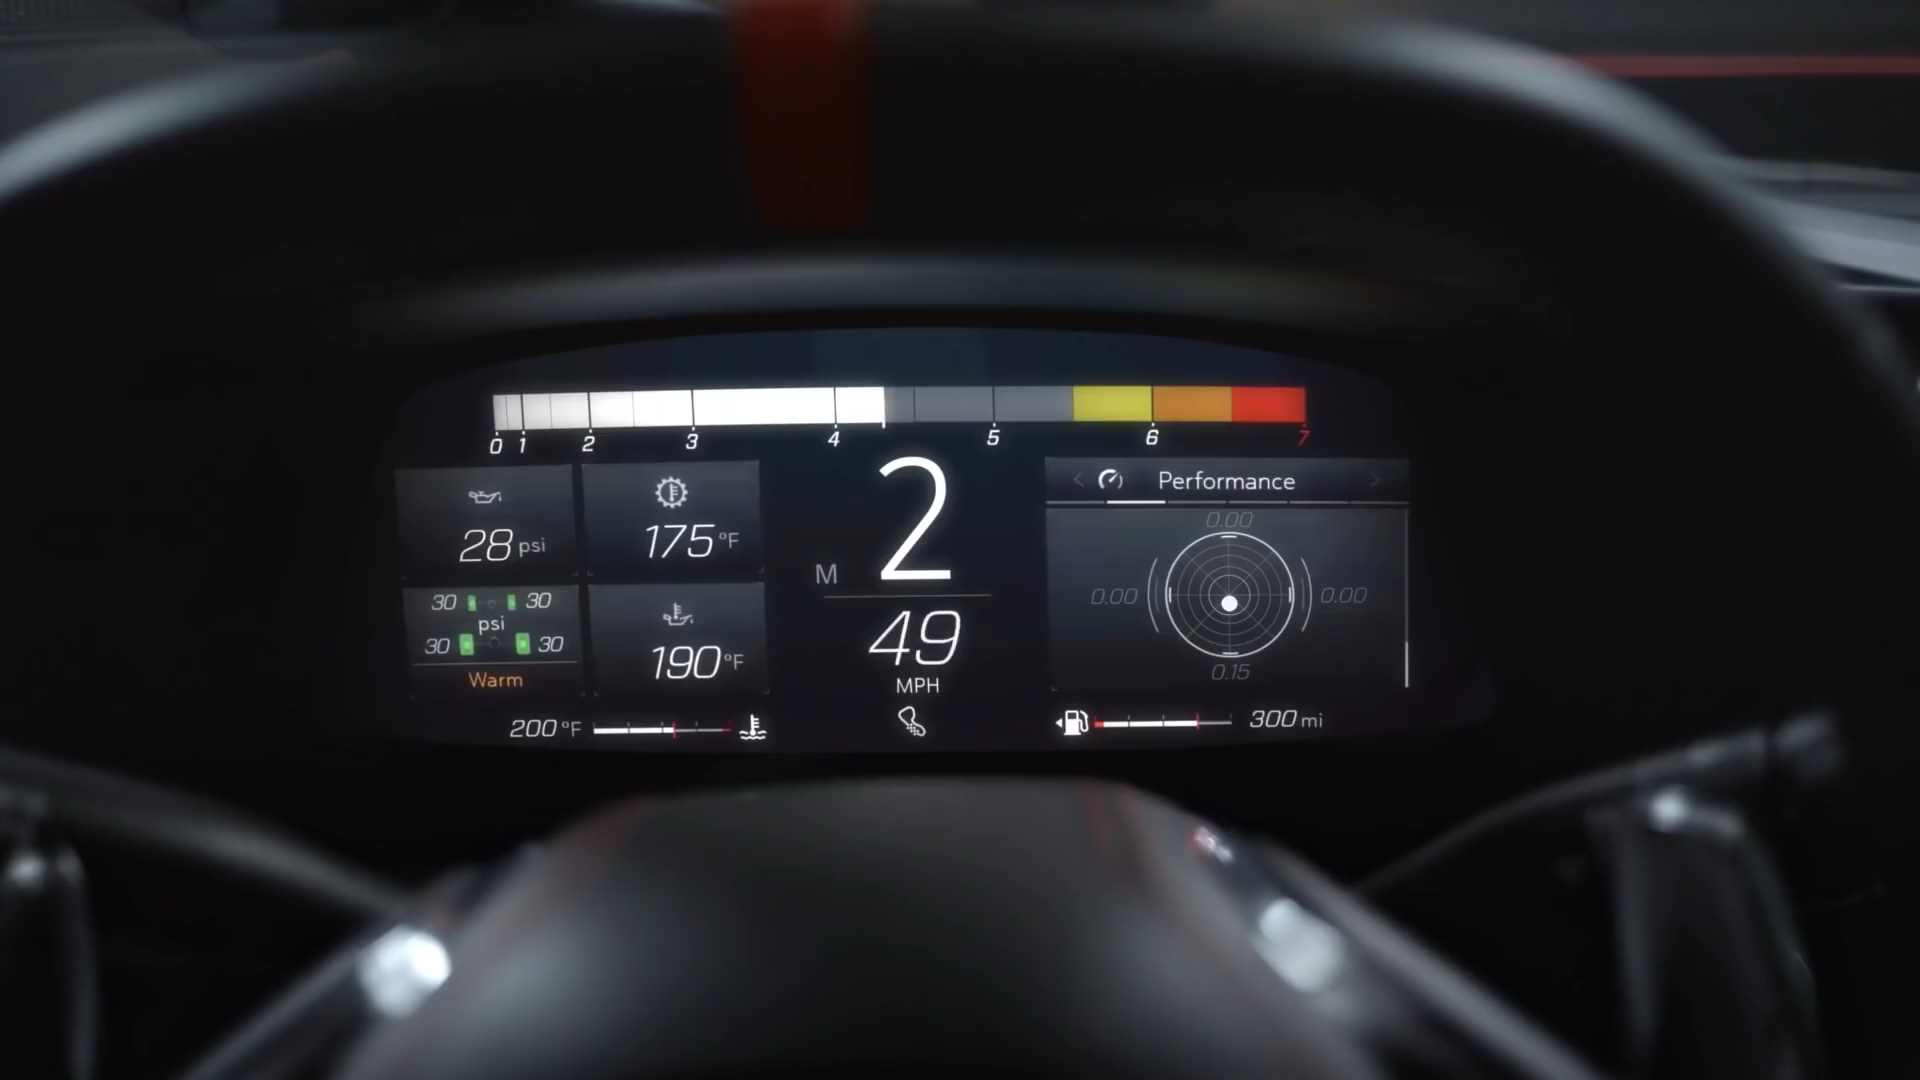 0 1 2 3 4 5 6 7
28 psi
175 °F
2
M
Performance
0.00
0.00
0.00
0.15
30 30
psi
30 30
Warm
190 °F
49
MPH
200 °F
300 mi